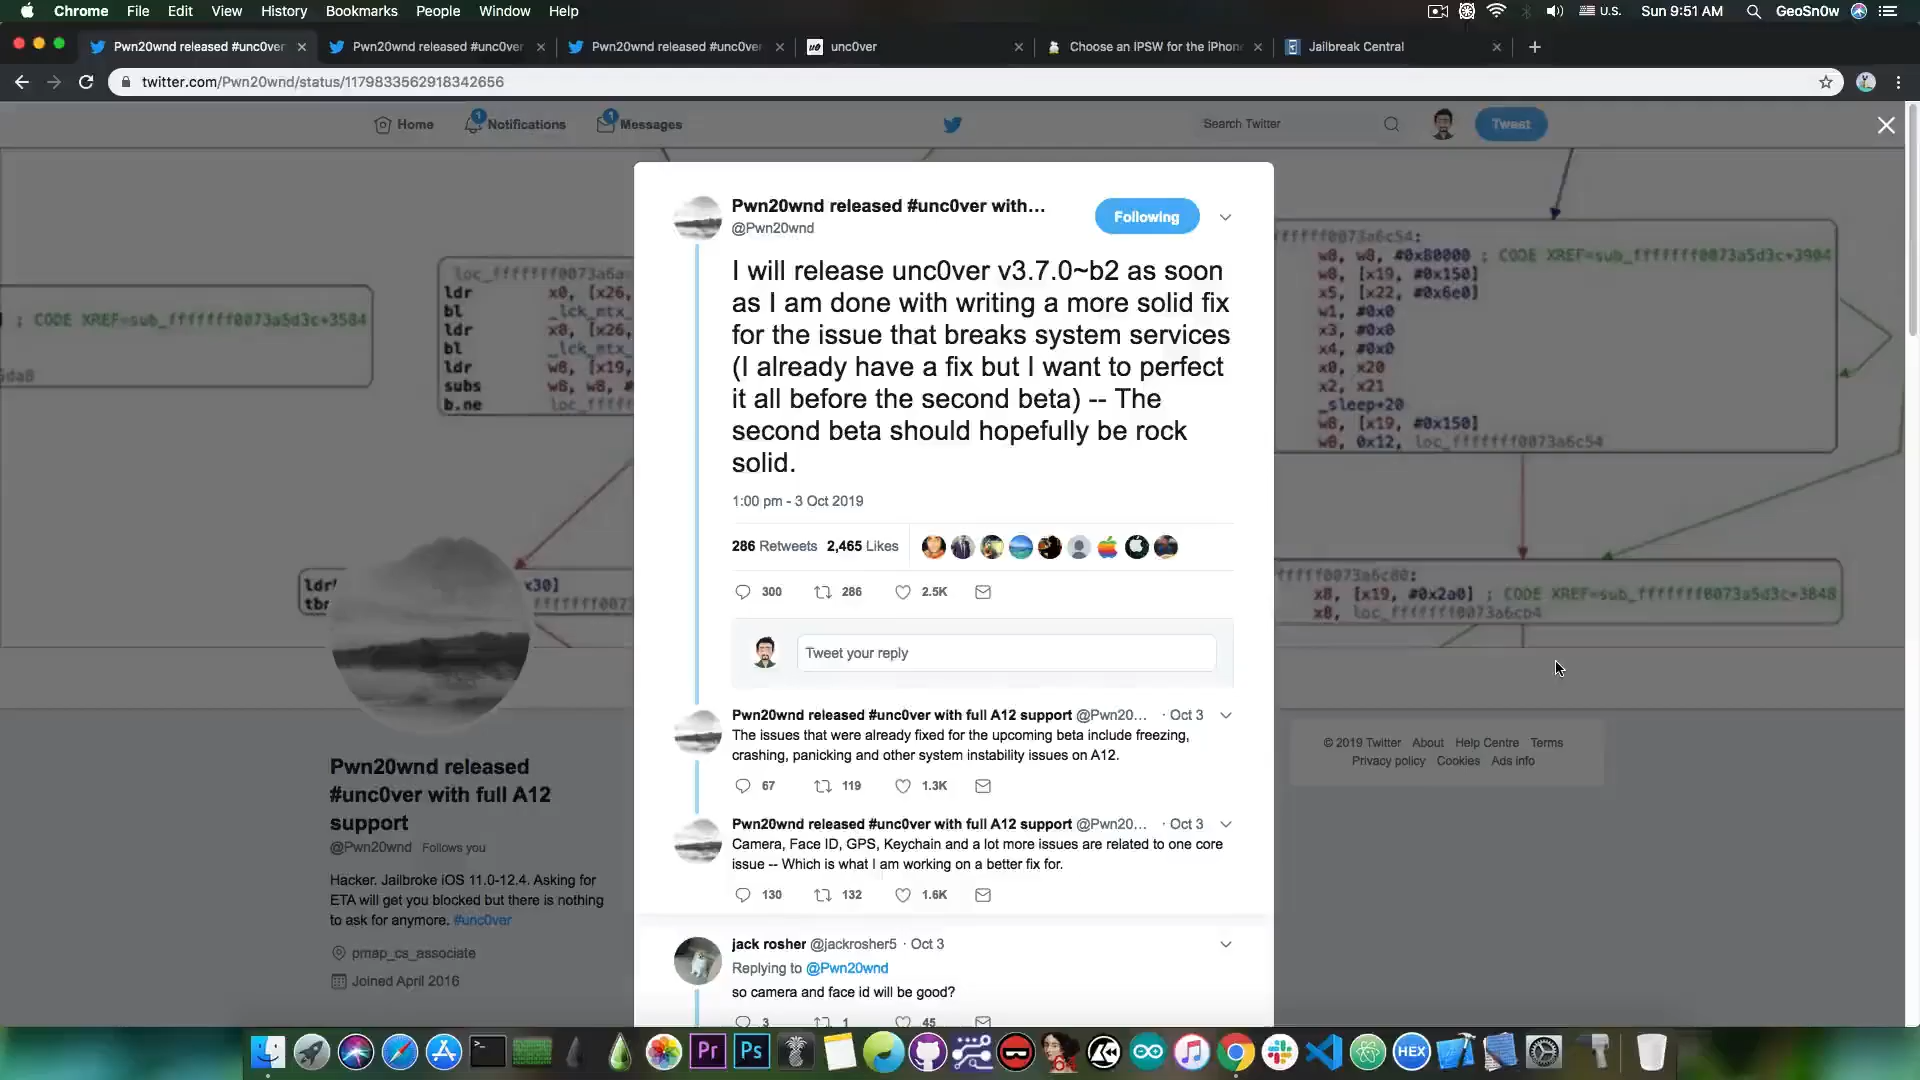 Chrome File Edit View History Bookmarks People Window Help U.S. Sun 9:51 AM GeoSn0w
Pwn20wnd released #unc0ver Pwn20wnd released #unc0ver Pwn20wnd released #unc0ver unc0ver Choose an IPSW for the iPhone Jailbreak Central
twitter.com/Pwn20wnd/status/1179833562918342656
Home 1 Notifications 1 Messages Search Twitter Tweet
Pwn20wnd released #unc0ver with...
@Pwn20wnd
Following
I will release unc0ver v3.7.0~b2 as soon
as I am done with writing a more solid fix
for the issue that breaks system services
(I already have a fix but I want to perfect
it all before the second beta) -- The
second beta should hopefully be rock
solid.
1:00 pm - 3 Oct 2019
286 Retweets 2,465 Likes
300 286 2.5K
Tweet your reply
Pwn20wnd released #unc0ver with full A12 support @Pwn20... · Oct 3
The issues that were already fixed for the upcoming beta include freezing,
crashing, panicking and other system instability issues on A12.
67 119 1.3K
Pwn20wnd released #unc0ver with full A12 support @Pwn20... · Oct 3
Camera, Face ID, GPS, Keychain and a lot more issues are related to one core
issue -- Which is what I am working on a better fix for.
130 132 1.6K
jack rosher @jackrosher5 · Oct 3
Replying to @Pwn20wnd
so camera and face id will be good?
3 1 45
; CODE XREF=sub_fffffff0073a5d3c+3584
ldr x0, [x26,
bl _lck_mtx_
ldr x0, [x26,
bl _lck_mtx_
ldr w8, [x19,
subs w8, w8,
b.ne
x30]
w8, w8, #0x80000 ; CODE XREF=sub_fffffff0073a5d3c+3904
w8, [x19, #0x150]
x5, [x22, #0x6e0]
w1, #0x0
x3, #0x0
x4, #0x0
x0, x20
x2, x21
_sleep+20
w8, [x19, #0x150]
w8, 0x12, loc_fffffff0073a6c54
x8, [x19, #0x2a0] ; CODE XREF=sub_fffffff0073a5d3c+3848
x8, loc_fffffff0073a6cd4
Pwn20wnd released
#unc0ver with full A12
support
@Pwn20wnd Follows you
Hacker. Jailbroke iOS 11.0-12.4. Asking for
ETA will get you blocked but there is nothing
to ask for anymore. #unc0ver
pmap_cs_associate
Joined April 2016
© 2019 Twitter About Help Centre Terms
Privacy policy Cookies Ads info
Pr Ps 64 HEX